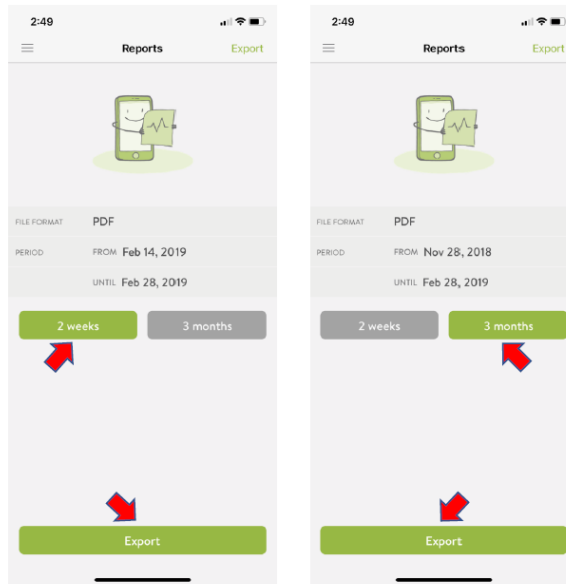 2:49
Reports
Export
FILE FORMAT PDF
PERIOD FROM Feb 14, 2019
UNTIL Feb 28, 2019
2 weeks 3 months
Export
2:49
Reports
Export
FILE FORMAT PDF
PERIOD FROM Nov 28, 2018
UNTIL Feb 28, 2019
2 weeks 3 months
Export